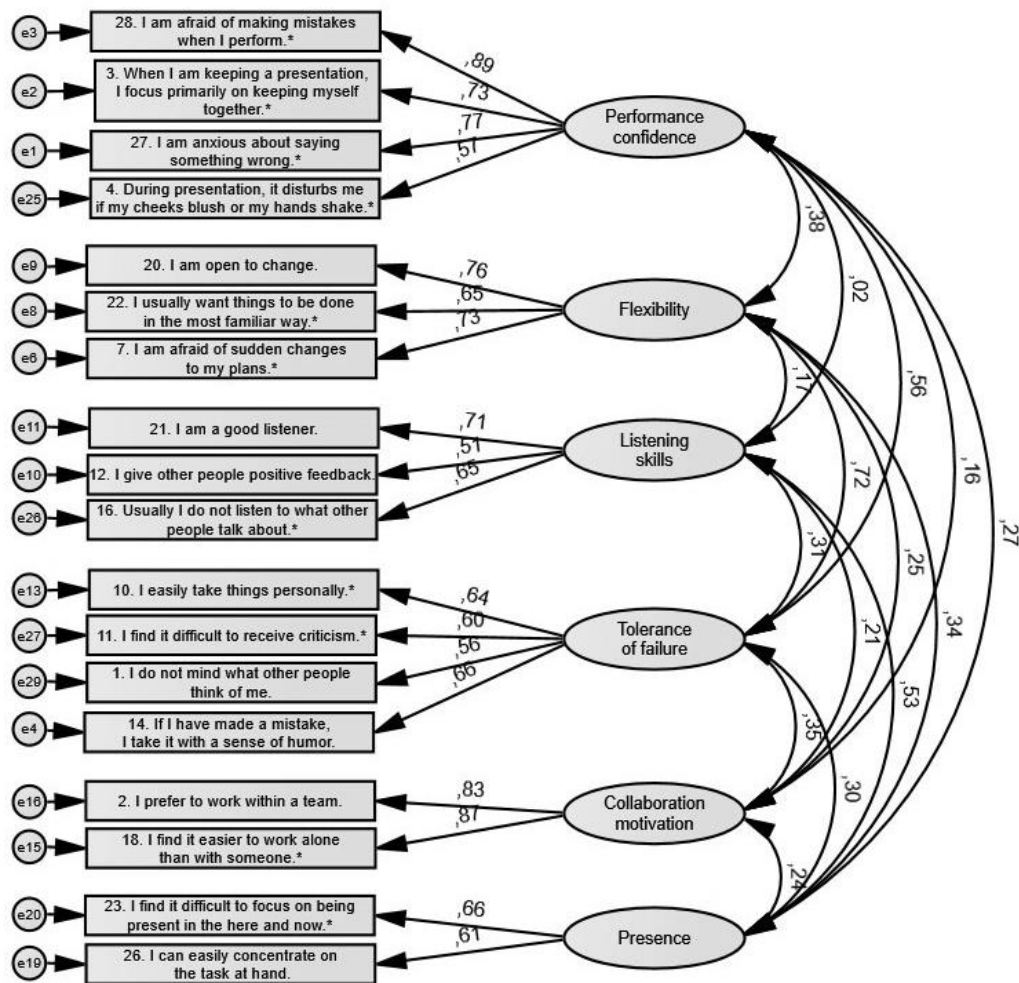 e3
28. I am afraid of making mistakes
when I perform.*
,89
e2
3. When I am keeping a presentation,
I focus primarily on keeping myself
together.*
,73
e1
27. I am anxious about saying
something wrong.*
,77
e25
4. During presentation, it disturbs me
if my cheeks blush or my hands shake.*
,57
Performance
confidence
e9
20. I am open to change.
,76
e8
22. I usually want things to be done
in the most familiar way.*
,65
e6
7. I am afraid of sudden changes
to my plans.*
,73
Flexibility
e11
21. I am a good listener.
,71
e10
12. I give other people positive feedback.
,51
e26
16. Usually I do not listen to what other
people talk about.*
,65
Listening
skills
e13
10. I easily take things personally.*
,64
e27
11. I find it difficult to receive criticism.*
,60
e29
1. I do not mind what other people
think of me.
,56
e4
14. If I have made a mistake,
I take it with a sense of humor.
,66
Tolerance
of failure
e16
2. I prefer to work within a team.
,83
e15
18. I find it easier to work alone
than with someone.*
,87
Collaboration
motivation
e20
23. I find it difficult to focus on being
present in the here and now.*
,66
e19
26. I can easily concentrate on
the task at hand.
,61
Presence
,38
,02
,17
,56
,72
,16
,27
,31
,25
,34
,21
,53
,35
,30
,24